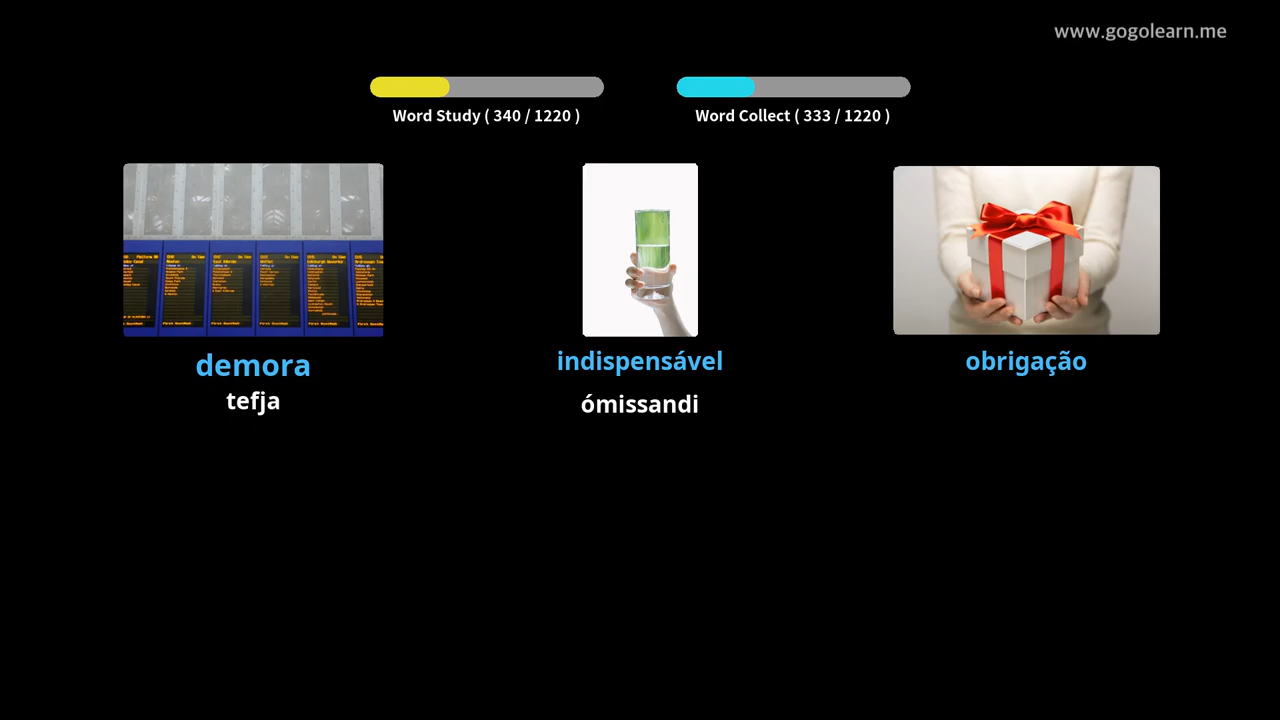 www.gogolearn.me
Word Study ( 340 / 1220 )
Word Collect ( 333 / 1220 )
demora
tefja
indispensável
ómissandi
obrigação